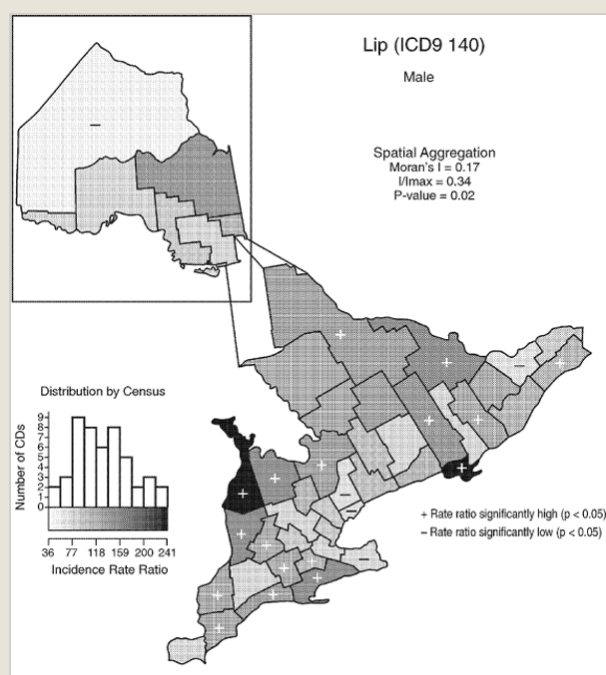 Lip (ICD9 140)
Male
Spatial Aggregation
Moran's I = 0.17
I/Imax = 0.34
P-value = 0.02
Distribution by Census
Number of CDs
9
8
7
6
5
4
3
2
1
0
36 77 118 159 200 241
Incidence Rate Ratio
+ Rate ratio significantly high (p < 0.05)
− Rate ratio significantly low (p < 0.05)